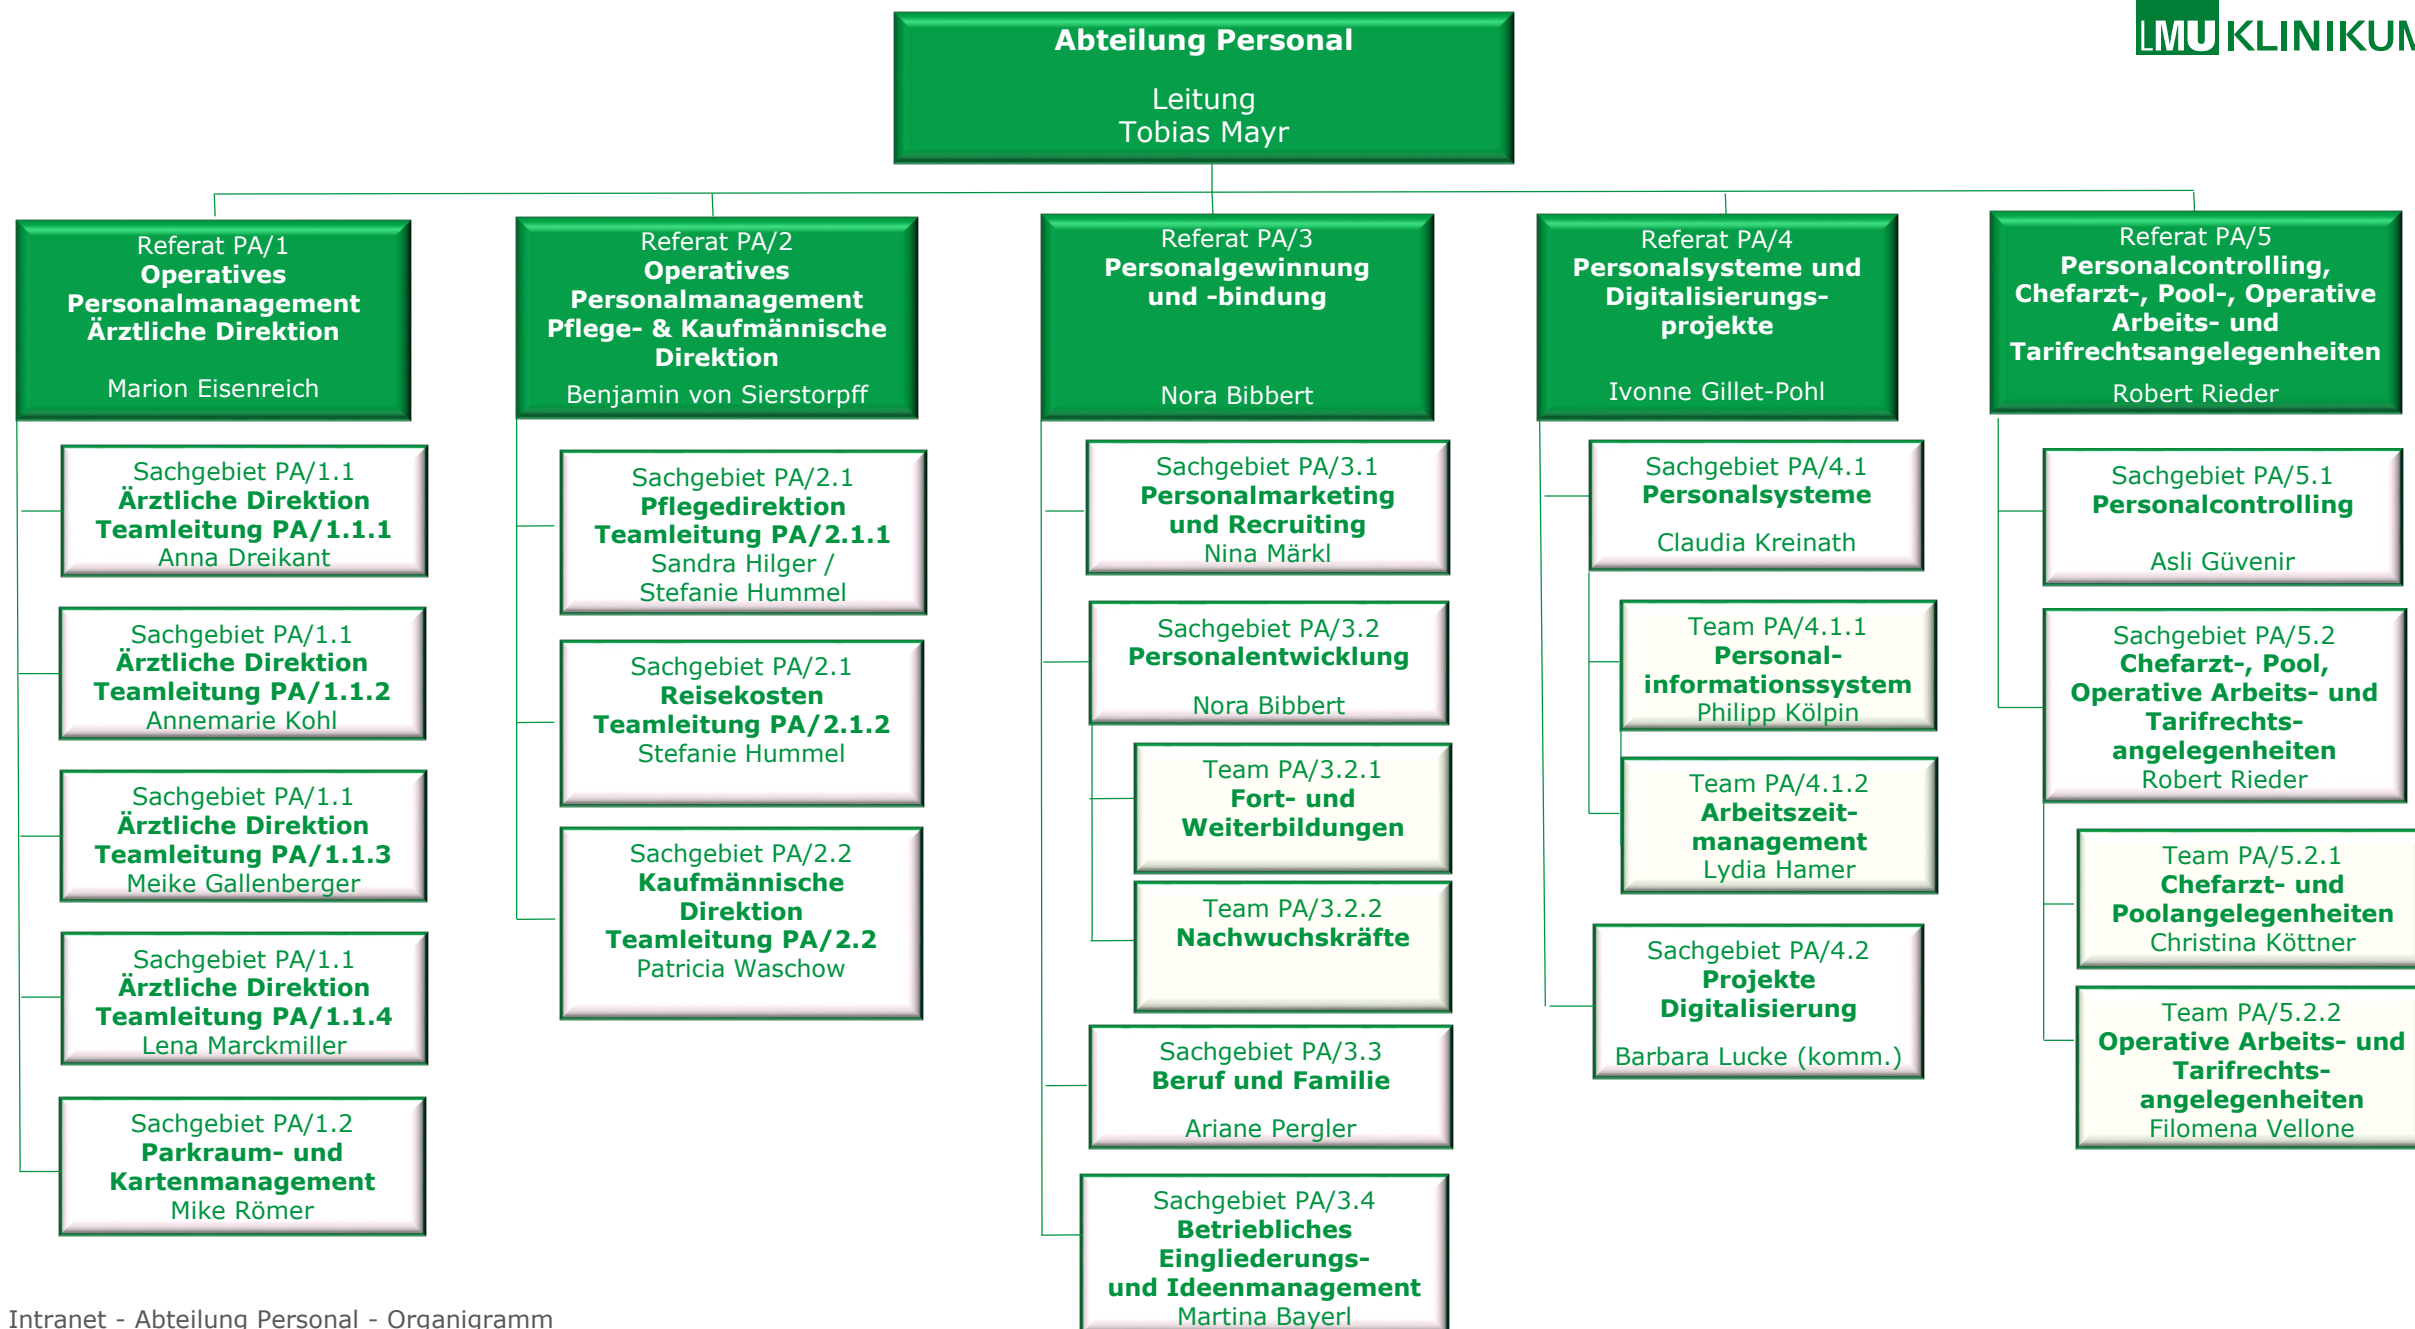 LMU KLINIKUM
Abteilung Personal
Leitung
Tobias Mayr
Referat PA/1
Operatives
Personalmanagement
Ärztliche Direktion
Marion Eisenreich
Sachgebiet PA/1.1
Ärztliche Direktion
Teamleitung PA/1.1.1
Anna Dreikant
Sachgebiet PA/1.1
Ärztliche Direktion
Teamleitung PA/1.1.2
Annemarie Kohl
Sachgebiet PA/1.1
Ärztliche Direktion
Teamleitung PA/1.1.3
Meike Gallenberger
Sachgebiet PA/1.1
Ärztliche Direktion
Teamleitung PA/1.1.4
Lena Marckmiller
Sachgebiet PA/1.2
Parkraum- und
Kartenmanagement
Mike Römer
Referat PA/2
Operatives
Personalmanagement
Pflege- & Kaufmännische
Direktion
Benjamin von Sierstorpff
Sachgebiet PA/2.1
Pflegedirektion
Teamleitung PA/2.1.1
Sandra Hilger /
Stefanie Hummel
Sachgebiet PA/2.1
Reisekosten
Teamleitung PA/2.1.2
Stefanie Hummel
Sachgebiet PA/2.2
Kaufmännische
Direktion
Teamleitung PA/2.2
Patricia Waschow
Referat PA/3
Personalgewinnung
und -bindung
Nora Bibbert
Sachgebiet PA/3.1
Personalmarketing
und Recruiting
Nina Märkl
Sachgebiet PA/3.2
Personalentwicklung
Nora Bibbert
Team PA/3.2.1
Fort- und
Weiterbildungen
Team PA/3.2.2
Nachwuchskräfte
Sachgebiet PA/3.3
Beruf und Familie
Ariane Pergler
Sachgebiet PA/3.4
Betriebliches
Eingliederungs-
und Ideenmanagement
Martina Bayerl
Referat PA/4
Personalsysteme und
Digitalisierungs-
projekte
Ivonne Gillet-Pohl
Sachgebiet PA/4.1
Personalsysteme
Claudia Kreinath
Team PA/4.1.1
Personal-
informationssystem
Philipp Kölpin
Team PA/4.1.2
Arbeitszeit-
management
Lydia Hamer
Sachgebiet PA/4.2
Projekte
Digitalisierung
Barbara Lucke (komm.)
Referat PA/5
Personalcontrolling,
Chefarzt-, Pool-, Operative
Arbeits- und
Tarifrechtsangelegenheiten
Robert Rieder
Sachgebiet PA/5.1
Personalcontrolling
Asli Güvenir
Sachgebiet PA/5.2
Chefarzt-, Pool,
Operative Arbeits- und
Tarifrechts-
angelegenheiten
Robert Rieder
Team PA/5.2.1
Chefarzt- und
Poolangelegenheiten
Christina Köttner
Team PA/5.2.2
Operative Arbeits- und
Tarifrechts-
angelegenheiten
Filomena Vellone
Intranet - Abteilung Personal - Organigramm